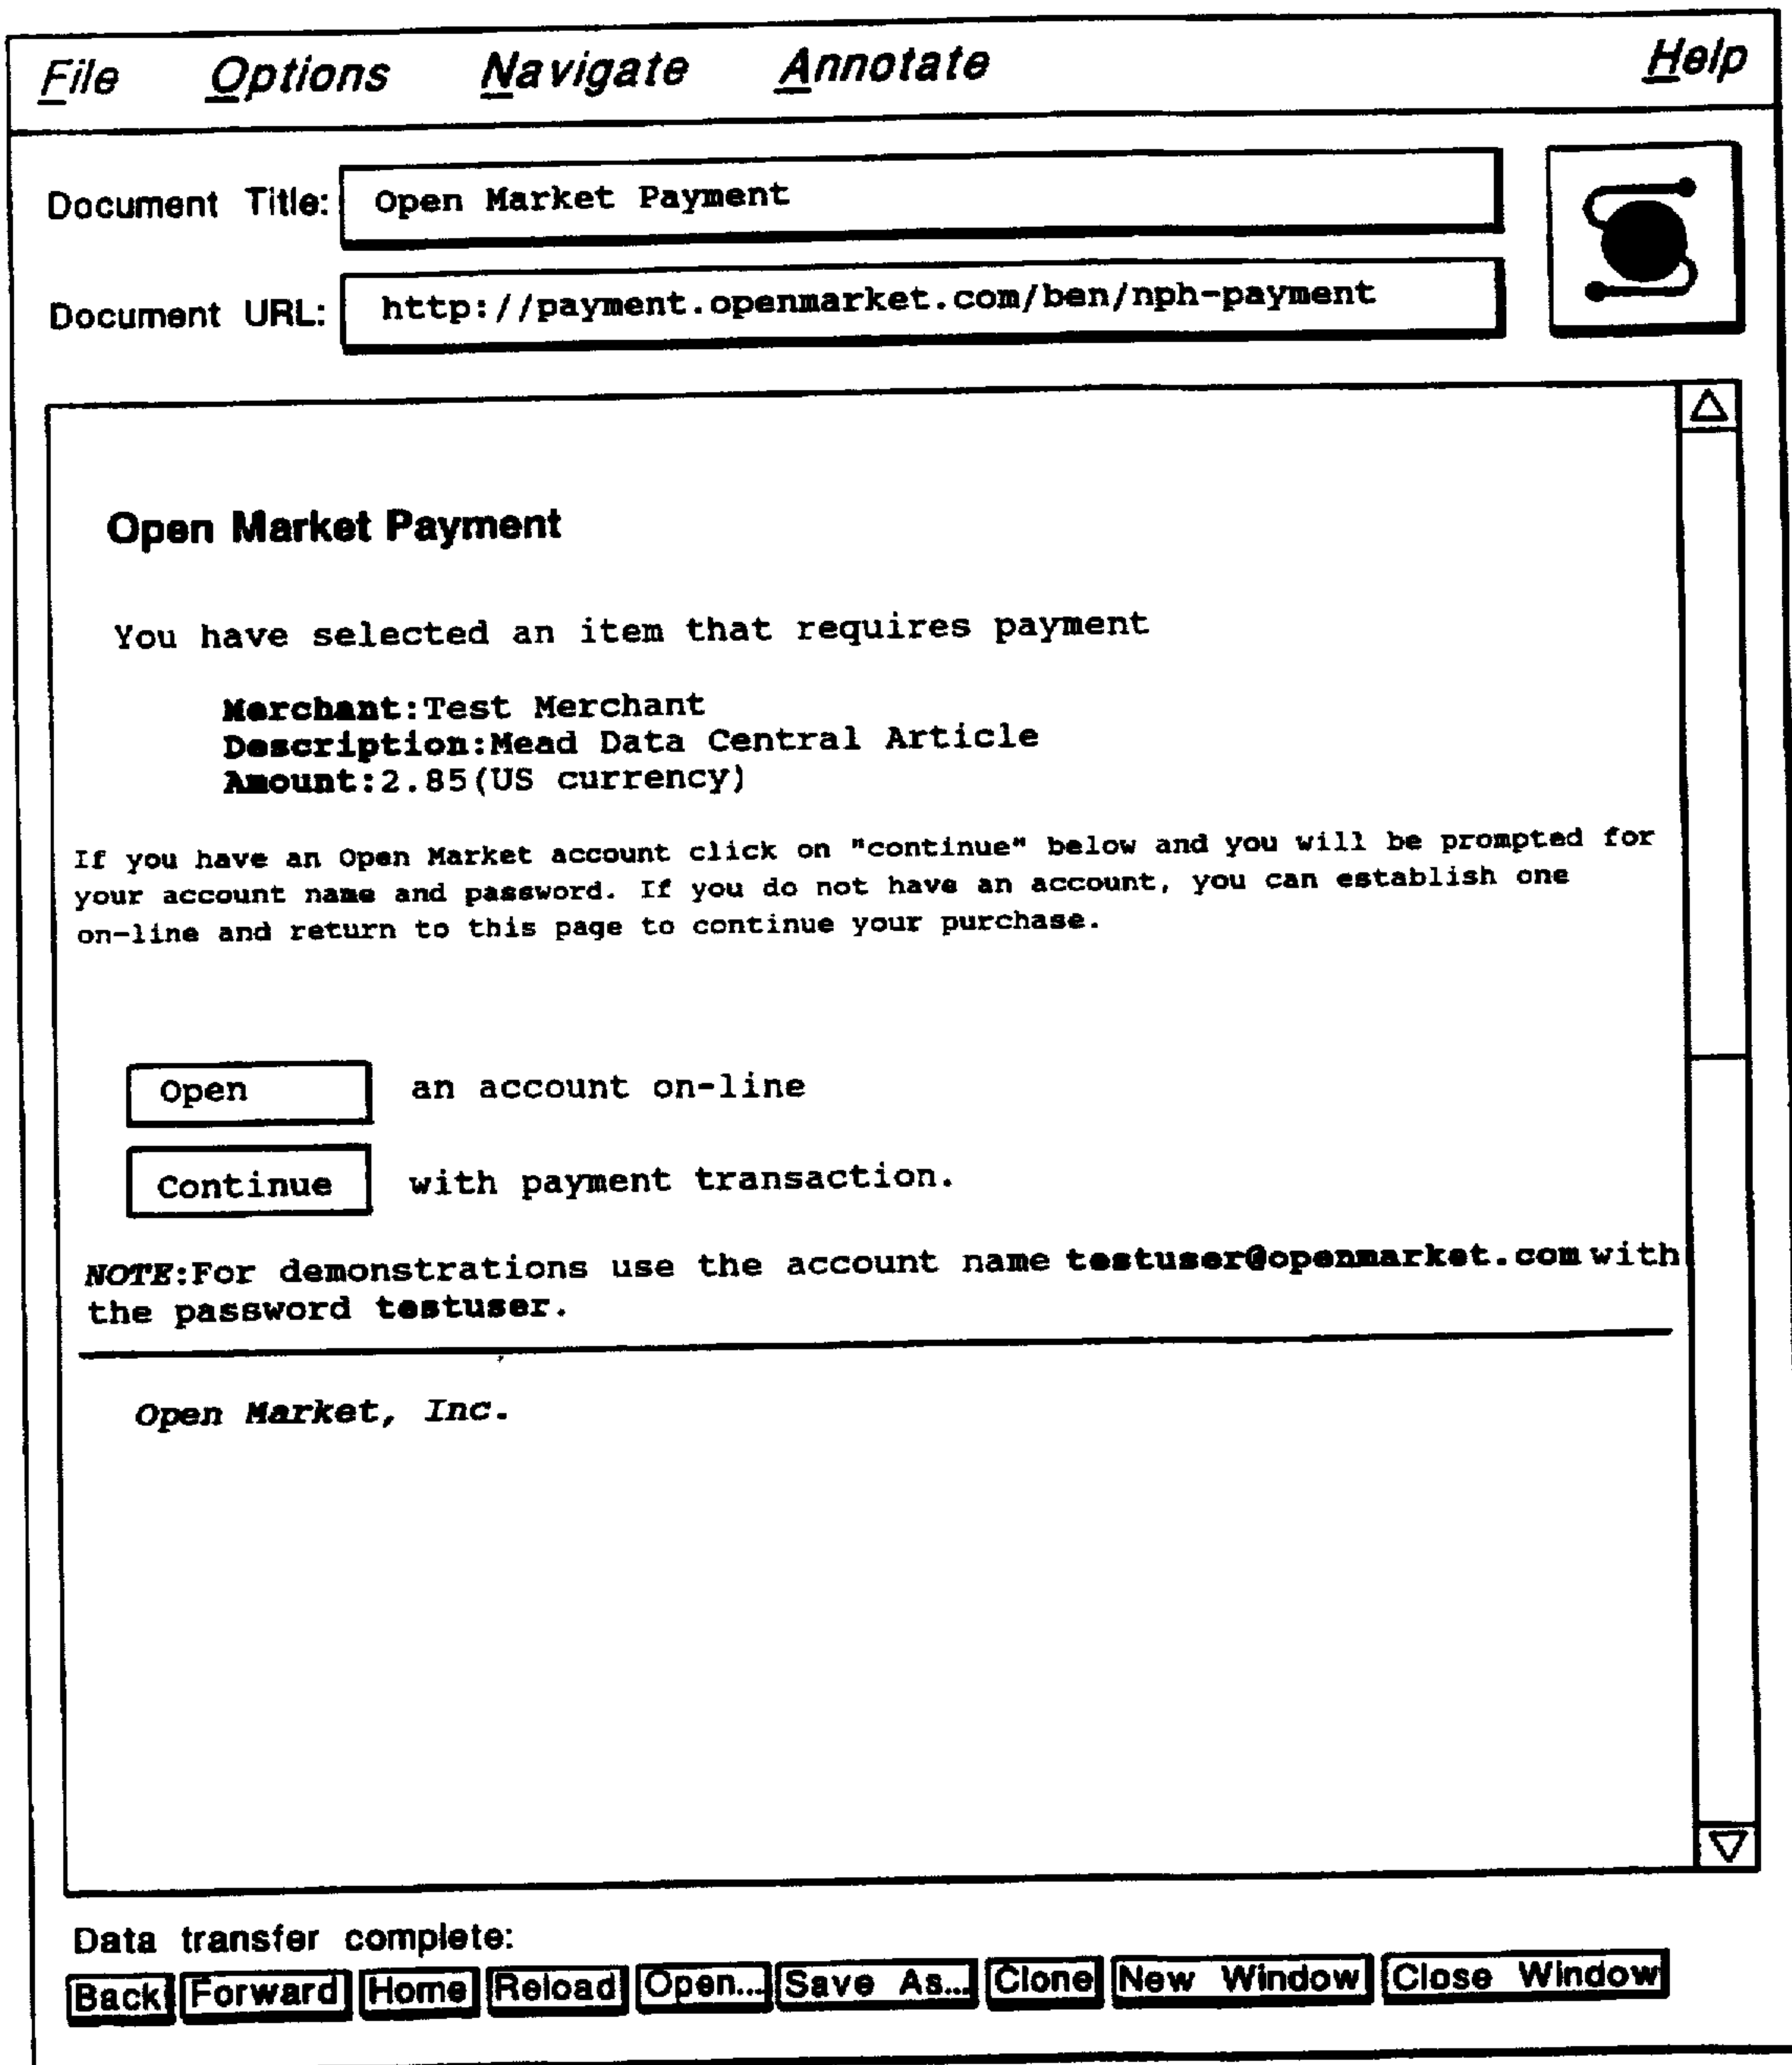 File Options Navigate Annotate Help
Document Title: Open Market Payment
Document URL: http://payment.openmarket.com/ben/nph-payment
Open Market Payment
You have selected an item that requires payment
Merchant:Test Merchant
Description:Mead Data Central Article
Amount:2.85(US currency)
If you have an Open Market account click on "continue" below and you will be prompted for
your account name and password. If you do not have an account, you can establish one
on-line and return to this page to continue your purchase.
Open an account on-line
Continue with payment transaction.
NOTE:For demonstrations use the account name testuser@openmarket.com with
the password testuser.
Open Market, Inc.
Data transfer complete:
Back Forward Home Reload Open... Save As... Clone New Window Close Window